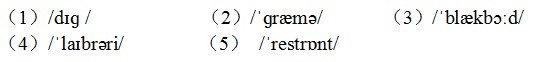 （1）/dɪɡ /　（2）/ˈɡræmə/　（3）/ˈblækbɔːd/
（4）/ˈlaɪbrəri/　（5） /ˈrestrɒnt/